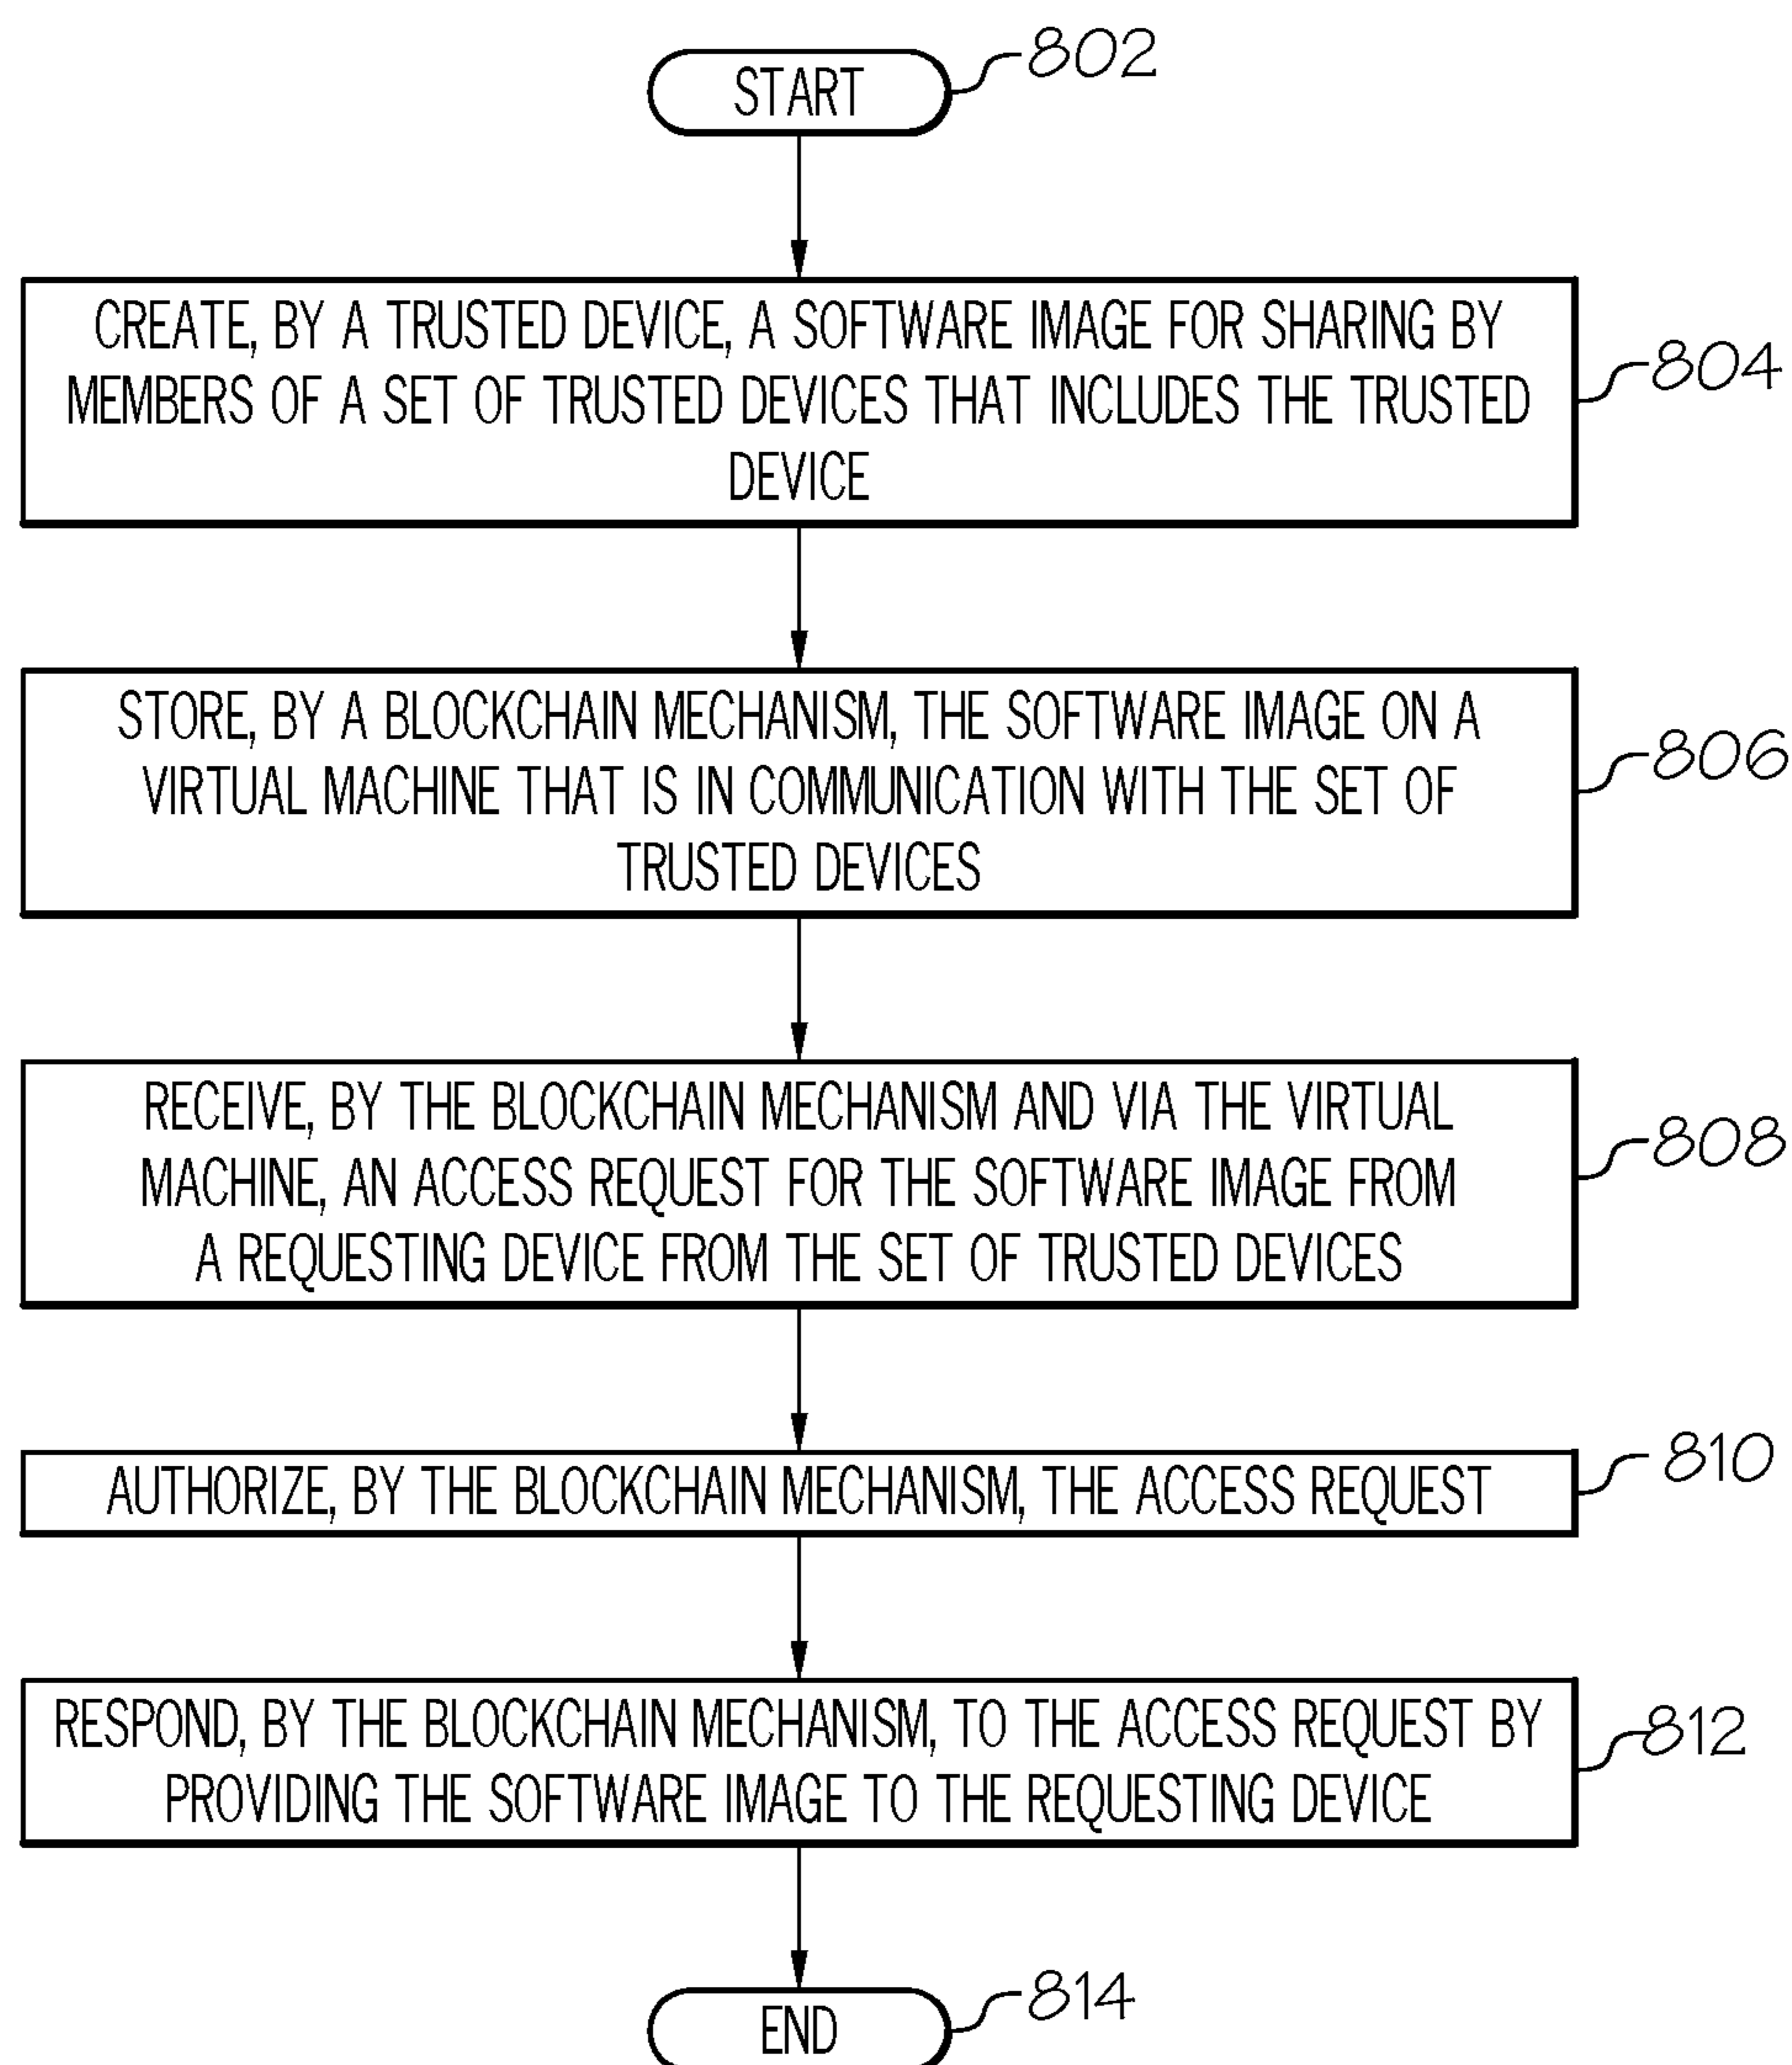 START
802
CREATE, BY A TRUSTED DEVICE, A SOFTWARE IMAGE FOR SHARING BY
MEMBERS OF A SET OF TRUSTED DEVICES THAT INCLUDES THE TRUSTED
DEVICE
804
STORE, BY A BLOCKCHAIN MECHANISM, THE SOFTWARE IMAGE ON A
VIRTUAL MACHINE THAT IS IN COMMUNICATION WITH THE SET OF
TRUSTED DEVICES
806
RECEIVE, BY THE BLOCKCHAIN MECHANISM AND VIA THE VIRTUAL
MACHINE, AN ACCESS REQUEST FOR THE SOFTWARE IMAGE FROM
A REQUESTING DEVICE FROM THE SET OF TRUSTED DEVICES
808
AUTHORIZE, BY THE BLOCKCHAIN MECHANISM, THE ACCESS REQUEST
810
RESPOND, BY THE BLOCKCHAIN MECHANISM, TO THE ACCESS REQUEST BY
PROVIDING THE SOFTWARE IMAGE TO THE REQUESTING DEVICE
812
END
814